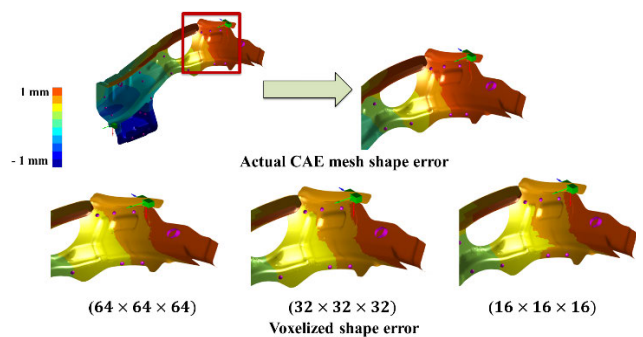 1 mm
- 1 mm
Actual CAE mesh shape error
(64 × 64 × 64)
(32 × 32 × 32)
(16 × 16 × 16)
Voxelized shape error